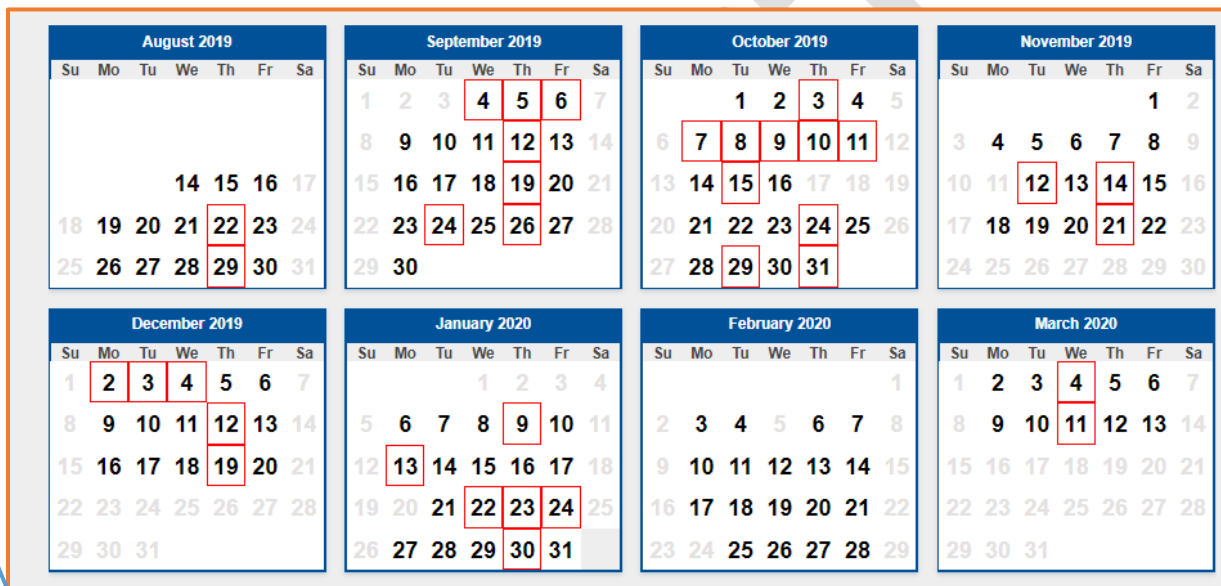 August 2019 September 2019 October 2019 November 2019
Su Mo Tu We Th Fr Sa Su Mo Tu We Th Fr Sa Su Mo Tu We Th Fr Sa Su Mo Tu We Th Fr Sa
1 2 3 4 5 6 7 1 2 3 4 5 1 2
8 9 10 11 12 13 14 6 7 8 9 10 11 12 3 4 5 6 7 8 9
14 15 16 17 15 16 17 18 19 20 21 13 14 15 16 17 18 19 10 11 12 13 14 15 16
18 19 20 21 22 23 24 22 23 24 25 26 27 28 20 21 22 23 24 25 26 17 18 19 20 21 22 23
25 26 27 28 29 30 31 29 30 27 28 29 30 31 24 25 26 27 28 29 30
December 2019 January 2020 February 2020 March 2020
Su Mo Tu We Th Fr Sa Su Mo Tu We Th Fr Sa Su Mo Tu We Th Fr Sa Su Mo Tu We Th Fr Sa
1 2 3 4 5 6 7 1 2 3 4 1 1 2 3 4 5 6 7
8 9 10 11 12 13 14 5 6 7 8 9 10 11 2 3 4 5 6 7 8 8 9 10 11 12 13 14
15 16 17 18 19 20 21 12 13 14 15 16 17 18 9 10 11 12 13 14 15 15 16 17 18 19 20 21
22 23 24 25 26 27 28 19 20 21 22 23 24 25 16 17 18 19 20 21 22 22 23 24 25 26 27 28
29 30 31 26 27 28 29 30 31 23 24 25 26 27 28 29 29 30 31